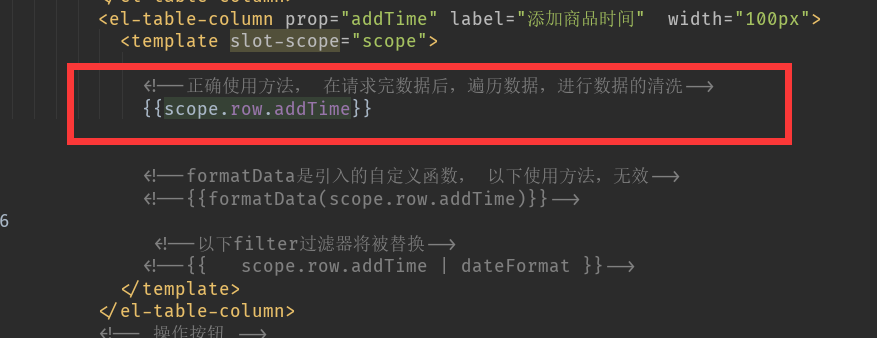 </el-table-column>
<el-table-column prop="addTime" label="添加商品时间"  width="100px">
<template slot-scope="scope">
<!--正确使用方法， 在请求完数据后，遍历数据，进行数据的清洗-->
{{scope.row.addTime}}
<!--formatData是引入的自定义函数， 以下使用方法，无效-->
<!--{{formatData(scope.row.addTime)}}-->
6
<!--以下filter过滤器将被替换-->
<!--{{   scope.row.addTime | dateFormat }}-->
</template>
</el-table-column>
<!-- 操作按钮 -->